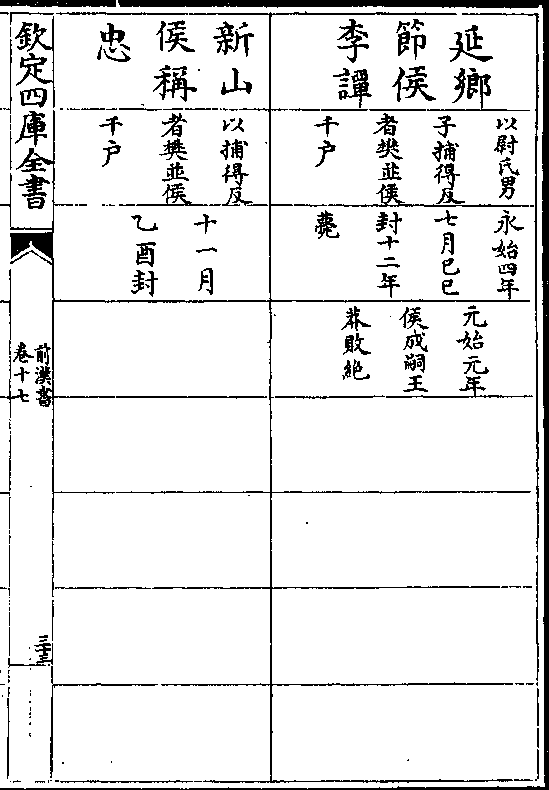 延鄉
節侯
李譚
以尉氏男
子捕得反
者樊並侯
千户
永始四年
七月己巳
封十二年
薨
元始元年
侯成嗣王
莽敗絶
新山
侯稱
忠
以捕得反
者樊並侯
千户
十一月
乙酉封
欽定四庫全書
前漢書
卷十七
三十三